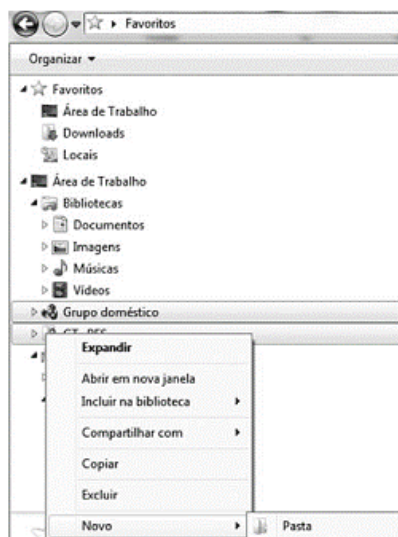 Favoritos
Organizar
Favoritos
Área de Trabalho
Downloads
Locais
Área de Trabalho
Bibliotecas
Documentos
Imagens
Músicas
Vídeos
Grupo doméstico
Expandir
Abrir em nova janela
Incluir na biblioteca
Compartilhar com
Copiar
Excluir
Novo
Pasta